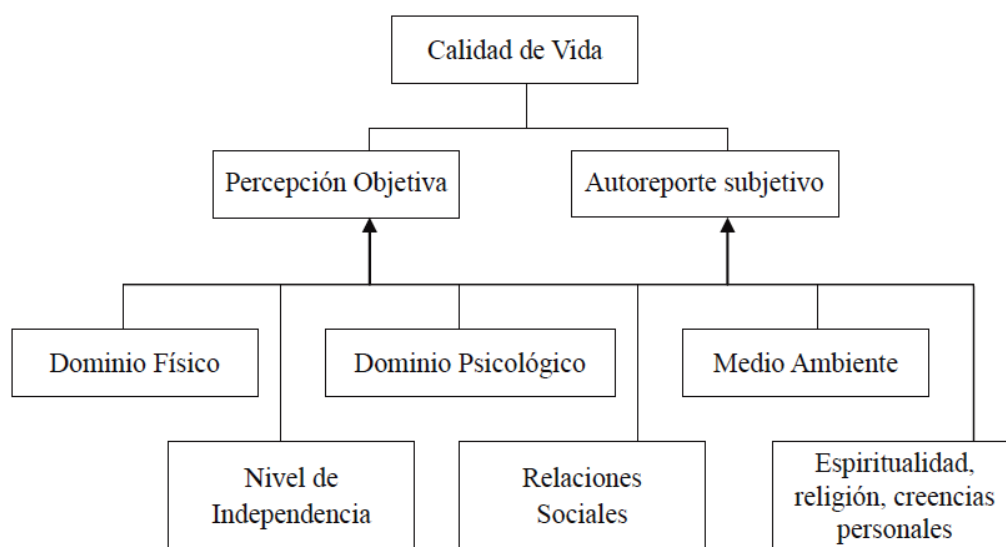 Calidad de Vida
Percepción Objetiva
Autoreporte subjetivo
Dominio Físico
Dominio Psicológico
Medio Ambiente
Nivel de
Independencia
Relaciones
Sociales
Espiritualidad,
religión, creencias
personales